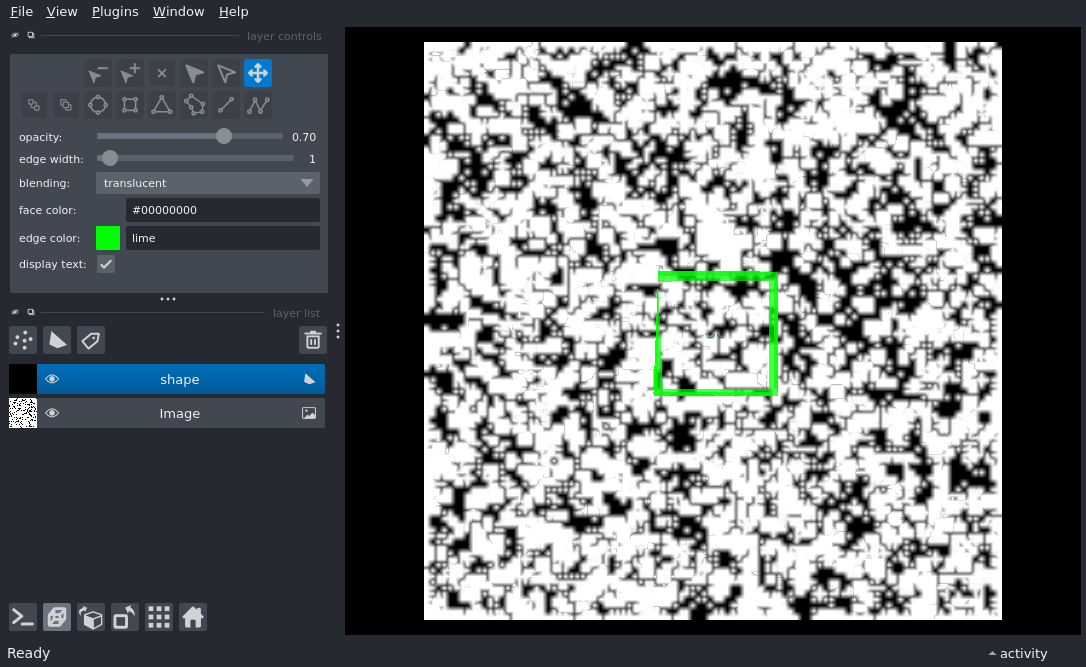 File View Plugins Window Help
layer controls
opacity: 0.70
edge width: 1
blending: translucent
face color: #00000000
edge color: lime
display text:
layer list
shape
Image
Ready
activity